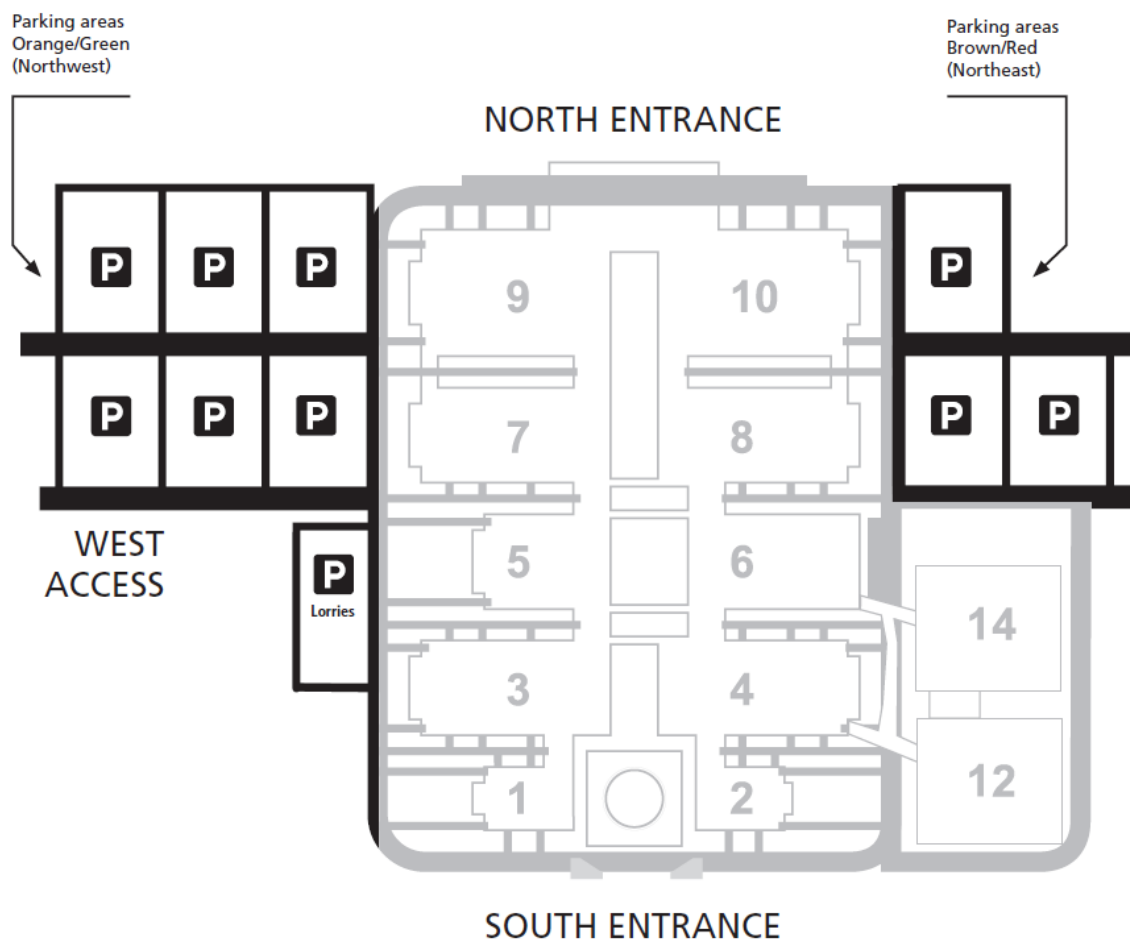 Parking areas
Orange/Green
(Northwest)
Parking areas
Brown/Red
(Northeast)
NORTH ENTRANCE
P P P P
9 10
P P P P P
7 8
WEST
ACCESS
P
Lorries
5 6
14
3 4
12
1 2
SOUTH ENTRANCE